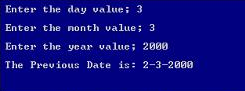 Enter the day value; 3
Enter the month value; 3
Enter the year value; 2000
The Previous Date is: 2-3-2000